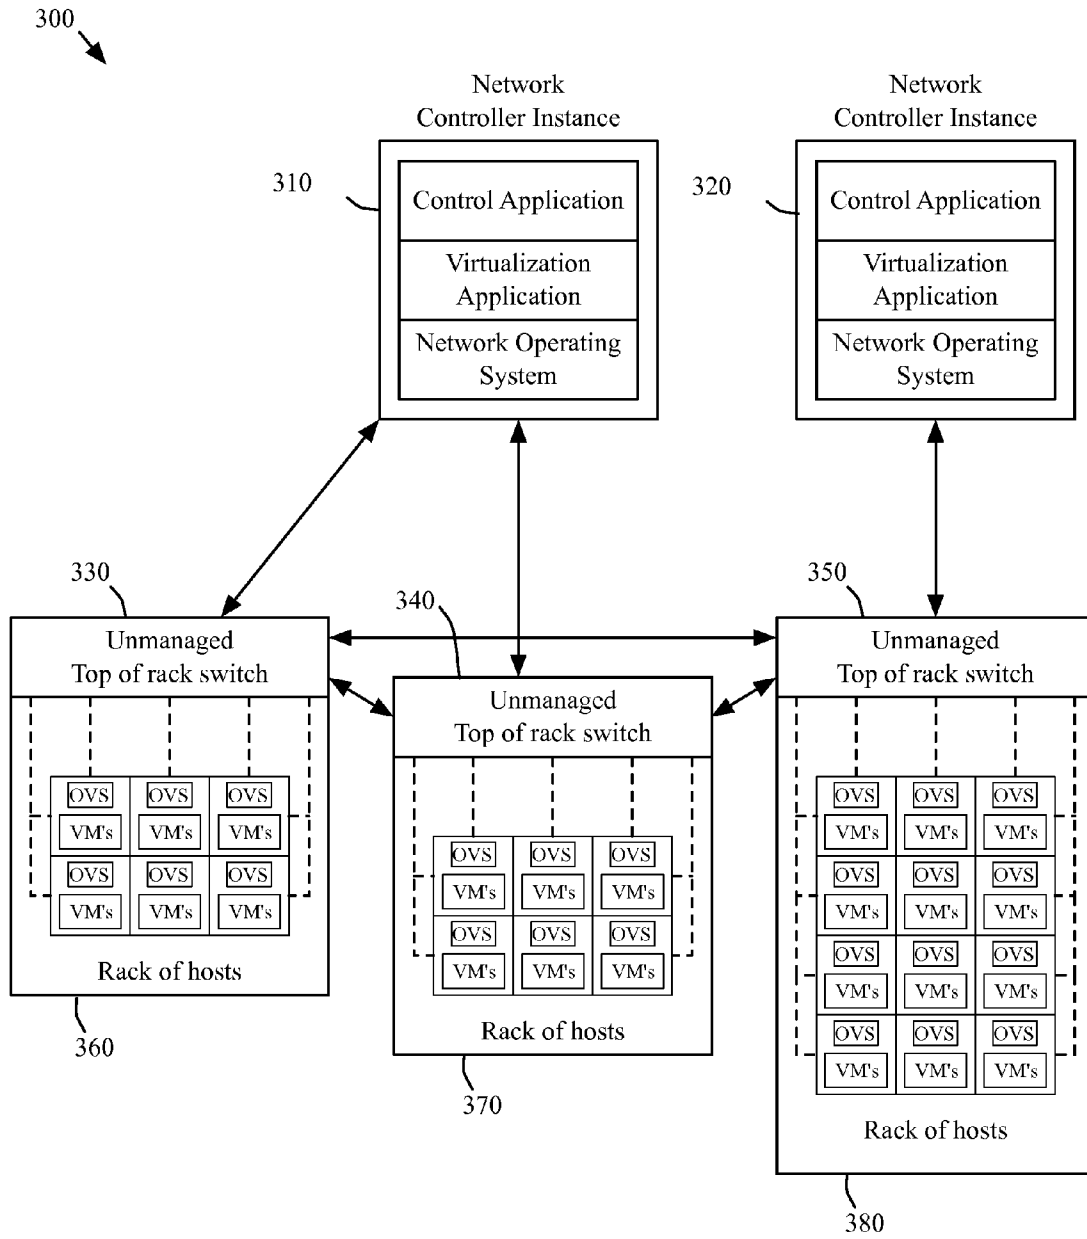 300
Network
Controller Instance
Network
Controller Instance
310
320
Control Application
Virtualization
Application
Network Operating
System
Control Application
Virtualization
Application
Network Operating
System
330
340
350
Unmanaged
Top of rack switch
Unmanaged
Top of rack switch
Unmanaged
Top of rack switch
OVS OVS OVS
VM's VM's VM's
OVS OVS OVS
VM's VM's VM's
Rack of hosts
360
OVS OVS OVS
VM's VM's VM's
OVS OVS OVS
VM's VM's VM's
Rack of hosts
370
OVS OVS OVS
VM's VM's VM's
OVS OVS OVS
VM's VM's VM's
OVS OVS OVS
VM's VM's VM's
OVS OVS OVS
VM's VM's VM's
Rack of hosts
380